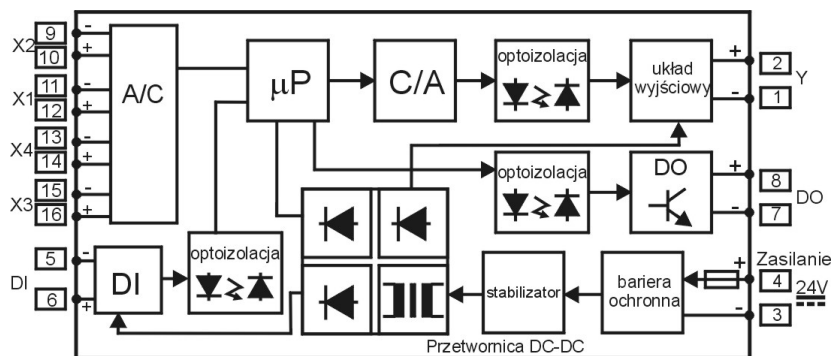 9 - A/C µP C/A optoizolacja układ wyjściowy + 2
X2
10 +
- 1 Y
11 -
X1
12 +
13 -
X4
14 +
optoizolacja DO + 8
15 -
X3
16 +
- 7 DO
5 - DI optoizolacja
DI
6 +
stabilizator bariera ochronna + 4 Zasilanie
24V
- 3
Przetwornica DC-DC